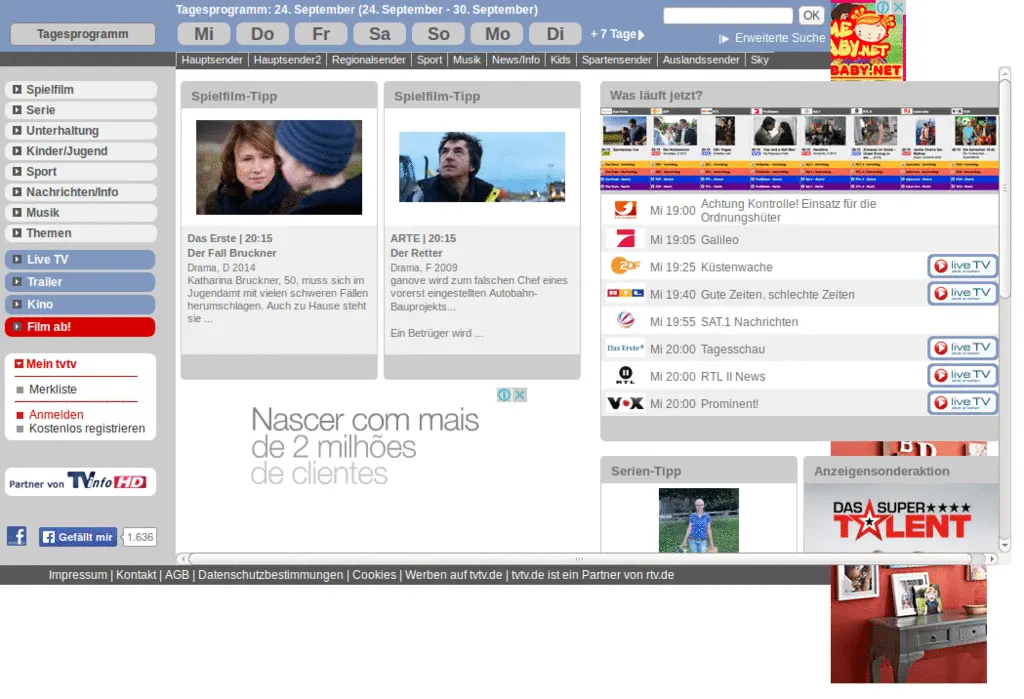 Tagesprogramm: 24. September (24. September - 30. September)
Tagesprogramm
Mi Do Fr Sa So Mo Di + 7 Tage
OK
Erweiterte Suche
Hauptsender | Hauptsender2 | Regionalsender | Sport | Musik | News/Info | Kids | Spartensender | Auslandssender | Sky
BABY.NET
BABY.NET
Spielfilm
Serie
Unterhaltung
Kinder/Jugend
Sport
Nachrichten/Info
Musik
Themen
Live TV
Trailer
Kino
Film ab!
Mein tvtv
Merkliste
Anmelden
Kostenlos registrieren
Partner von TVinfo HD
Gefällt mir 1.636
Spielfilm-Tipp
Das Erste | 20:15
Der Fall Bruckner
Drama, D 2014
Katharina Bruckner, 50, muss sich im
Jugendamt mit vielen schweren Fällen
herumschlagen. Auch zu Hause steht
sie ...
Spielfilm-Tipp
ARTE | 20:15
Der Retter
Drama, F 2009
ganove wird zum falschen Chef eines
vorerst eingestellten Autobahn-
Bauprojekts...
Ein Betrüger wird ...
Nascer com mais
de 2 milhões
de clientes
Was läuft jetzt?
Mi 19:00 Achtung Kontrolle! Einsatz für die
Ordnungshüter
Mi 19:05 Galileo
ZDF Mi 19:25 Küstenwache live TV
RTL Mi 19:40 Gute Zeiten, schlechte Zeiten live TV
Mi 19:55 SAT.1 Nachrichten
Das Erste Mi 20:00 Tagesschau live TV
RTL Mi 20:00 RTL II News live TV
VOX Mi 20:00 Prominent! live TV
Serien-Tipp
Anzeigensonderaktion
DAS SUPER
TALENT
Impressum | Kontakt | AGB | Datenschutzbestimmungen | Cookies | Werben auf tvtv.de | tvtv.de ist ein Partner von rtv.de